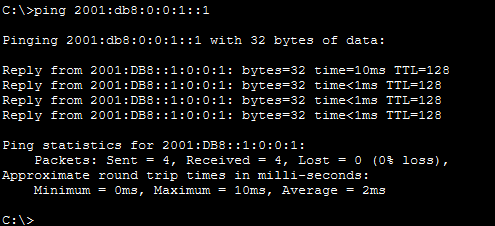 C:\>ping 2001:db8:0:0:1::1
Pinging 2001:db8:0:0:1::1 with 32 bytes of data:
Reply from 2001:DB8::1:0:0:1: bytes=32 time=10ms TTL=128
Reply from 2001:DB8::1:0:0:1: bytes=32 time<1ms TTL=128
Reply from 2001:DB8::1:0:0:1: bytes=32 time<1ms TTL=128
Reply from 2001:DB8::1:0:0:1: bytes=32 time<1ms TTL=128
Ping statistics for 2001:DB8::1:0:0:1:
    Packets: Sent = 4, Received = 4, Lost = 0 (0% loss),
Approximate round trip times in milli-seconds:
    Minimum = 0ms, Maximum = 10ms, Average = 2ms
C:\>